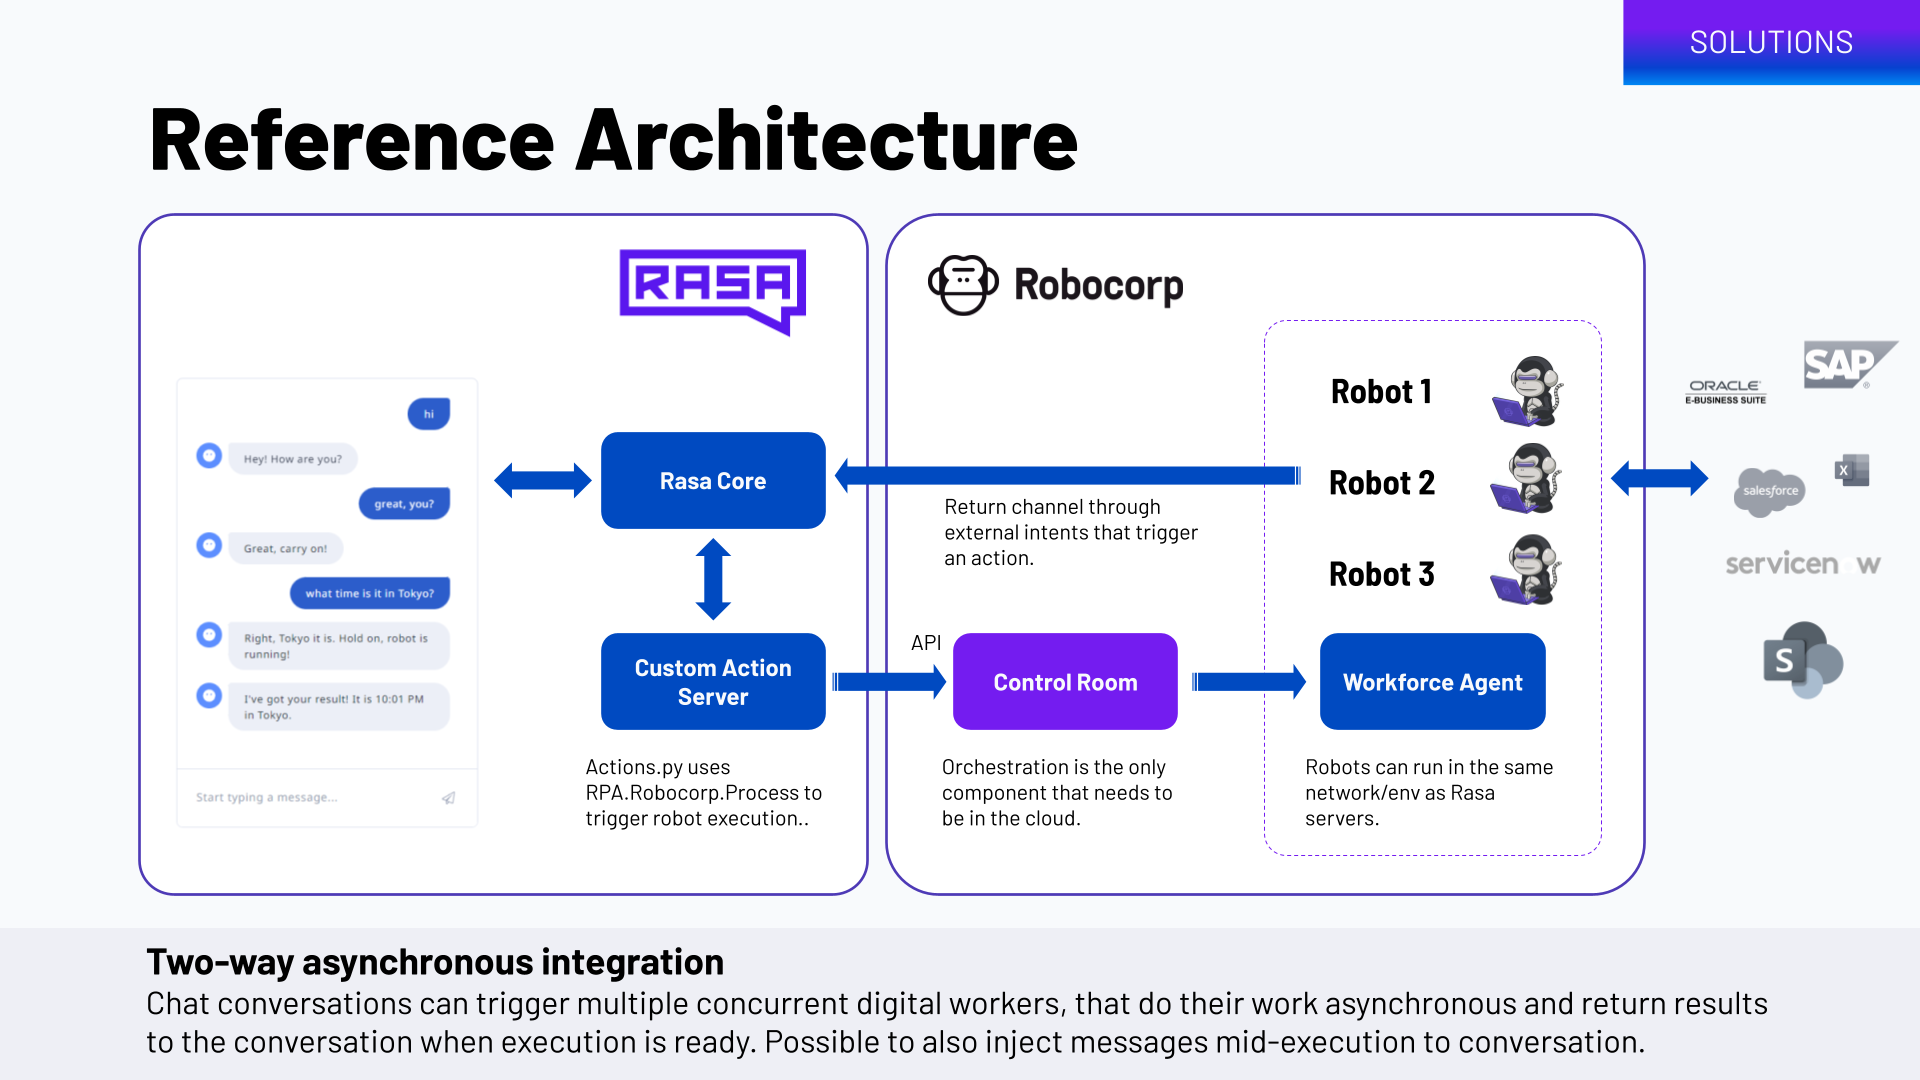 SOLUTIONS
Reference Architecture
RASA
hi
Hey! How are you?
great, you?
Great, carry on!
what time is it in Tokyo?
Right, Tokyo it is. Hold on, robot is
running!
I've got your result! It is 10:01 PM
in Tokyo.
Start typing a message...
Rasa Core
Custom Action
Server
Actions.py uses
RPA.Robocorp.Process to
trigger robot execution..
Robocorp
Return channel through
external intents that trigger
an action.
API
Control Room
Orchestration is the only
component that needs to
be in the cloud.
Robot 1
Robot 2
Robot 3
Workforce Agent
Robots can run in the same
network/env as Rasa
servers.
SAP
ORACLE
E-BUSINESS SUITE
salesforce
X
servicenow
S
Two-way asynchronous integration
Chat conversations can trigger multiple concurrent digital workers, that do their work asynchronous and return results
to the conversation when execution is ready. Possible to also inject messages mid-execution to conversation.